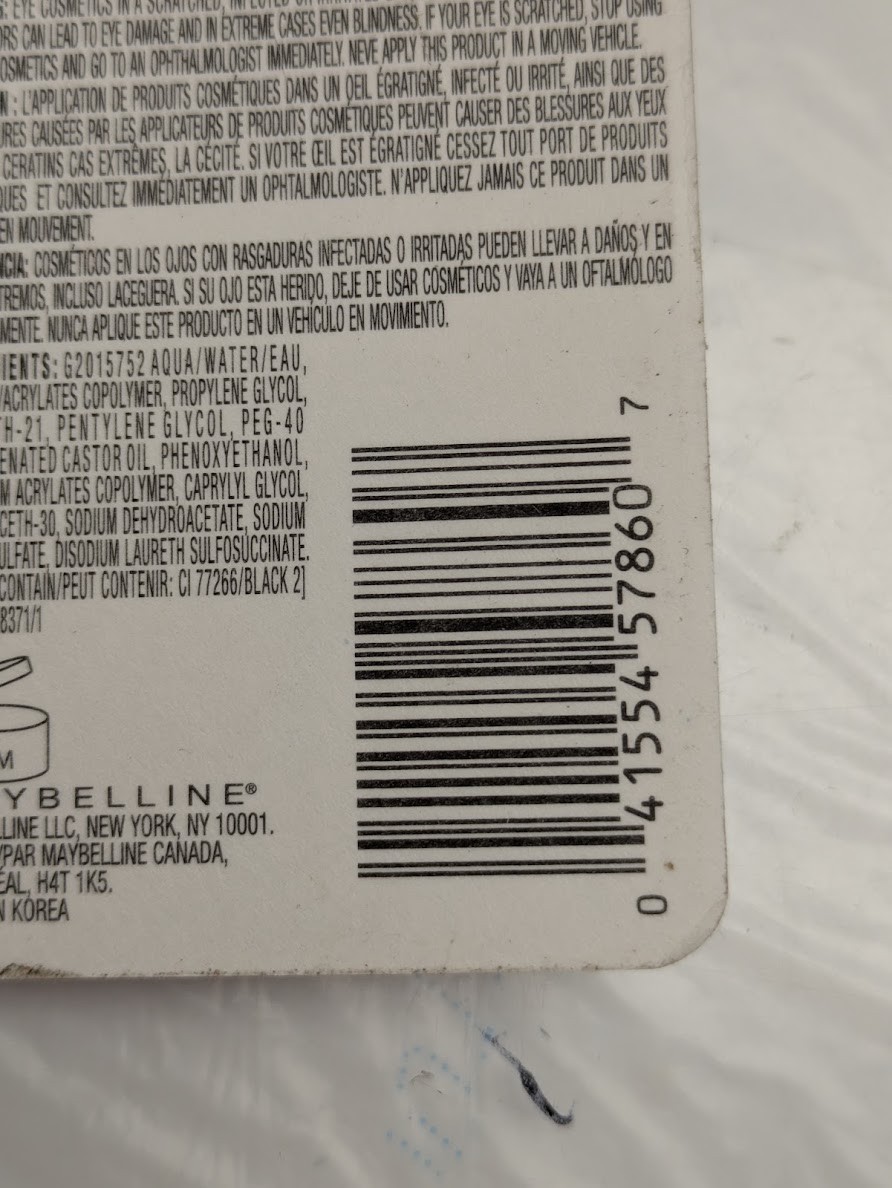 EYE COSMETICS IN A SCRATCHED,
CAN LEAD TO EYE DAMAGE AND IN EXTREME CASES EVEN BLINDNESS. IF YOUR EYE IS SCRATCHED, STOP USING
OSMETICS AND GO TO AN OPHTHALMOLOGIST IMMEDIATELY. NEVE APPLY THIS PRODUCT IN A MOVING VEHICLE.
N : L'APPLICATION DE PRODUITS COSMÉTIQUES DANS UN OEIL ÉGRATIGNÉ, INFECTÉ OU IRRITÉ, AINSI QUE DES
URES CAUSÉES PAR LES APPLICATEURS DE PRODUITS COSMÉTIQUES PEUVENT CAUSER DES BLESSURES AUX YEUX
CERATINS CAS EXTRÊMES, LA CÉCITÉ. SI VOTRE ŒIL EST ÉGRATIGNÉ CESSEZ TOUT PORT DE PRODUITS
QUES ET CONSULTEZ IMMÉDIATEMENT UN OPHTALMOLOGISTE. N'APPLIQUEZ JAMAIS CE PRODUIT DANS UN
EN MOUVEMENT.
NCIA: COSMÉTICOS EN LOS OJOS CON RASGADURAS INFECTADAS O IRRITADAS PUEDEN LLEVAR A DAÑOS Y EN
TREMOS, INCLUSO LACEGUERA. SI SU OJO ESTA HERIDO, DEJE DE USAR COSMÉTICOS Y VAYA A UN OFTALMÓLOGO
MENTE. NUNCA APLIQUE ESTE PRODUCTO EN UN VEHÍCULO EN MOVIMIENTO.
IENTS: G2015752 AQUA/WATER/EAU,
/ACRYLATES COPOLYMER, PROPYLENE GLYCOL,
H-21, PENTYLENE GLYCOL, PEG-40
ENATED CASTOR OIL, PHENOXYETHANOL,
M ACRYLATES COPOLYMER, CAPRYLYL GLYCOL,
CETH-30, SODIUM DEHYDROACETATE, SODIUM
ULFATE, DISODIUM LAURETH SULFOSUCCINATE.
CONTAIN/PEUT CONTENIR: CI 77266/BLACK 2]
8371/1
M
YBELLINE®
LLINE LLC, NEW YORK, NY 10001.
/PAR MAYBELLINE CANADA,
ÉAL, H4T 1K5.
N KOREA
0 41554 57860 7